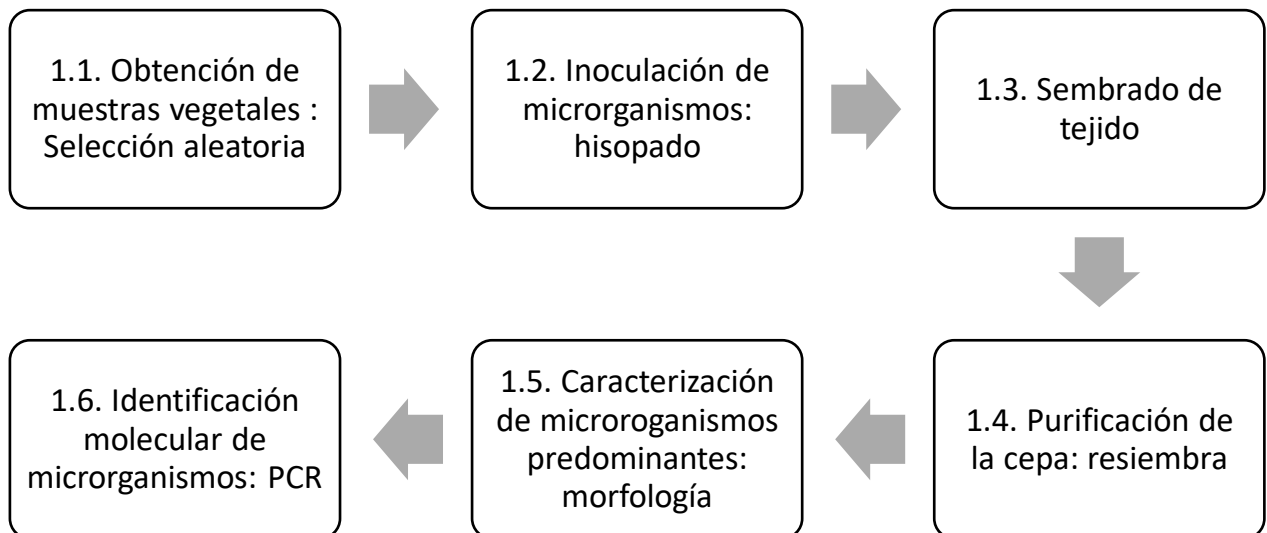 1.1. Obtención de
muestras vegetales :
Selección aleatoria
1.2. Inoculación de
microrganismos:
hisopado
1.3. Sembrado de
tejido
1.4. Purificación de
la cepa: resiembra
1.5. Caracterización
de microroganismos
predominantes:
morfología
1.6. Identificación
molecular de
microrganismos: PCR